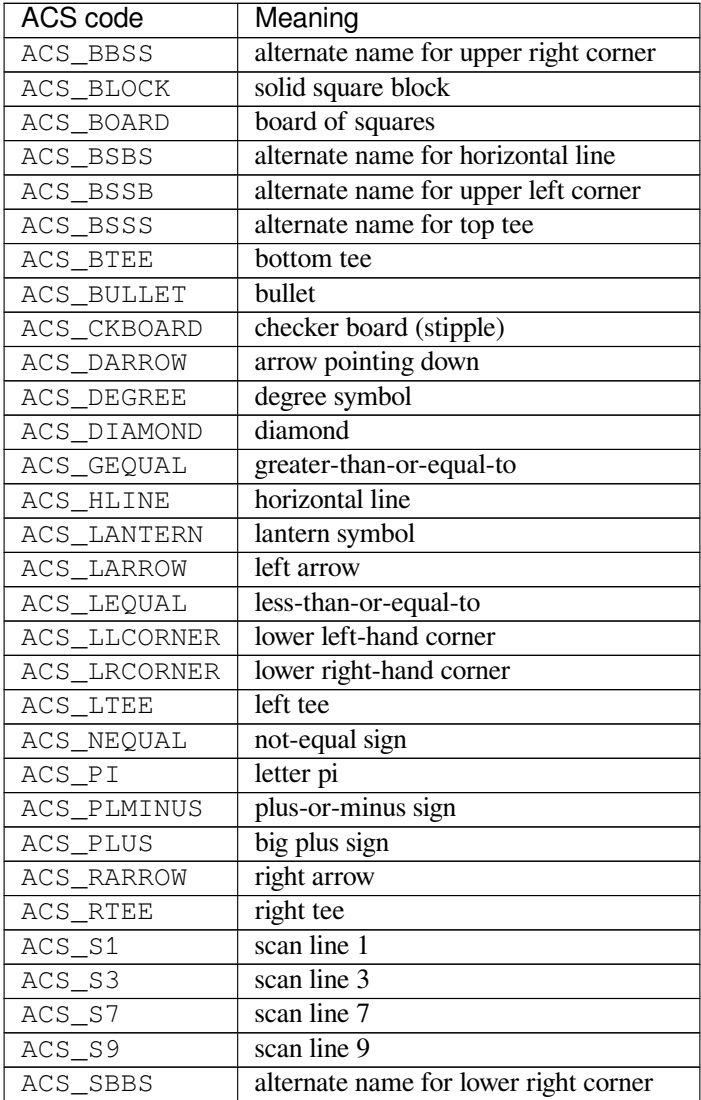 ACS code Meaning
ACS_BBSS alternate name for upper right corner
ACS_BLOCK solid square block
ACS_BOARD board of squares
ACS_BSBS alternate name for horizontal line
ACS_BSSB alternate name for upper left corner
ACS_BSSS alternate name for top tee
ACS_BTEE bottom tee
ACS_BULLET bullet
ACS_CKBOARD checker board (stipple)
ACS_DARROW arrow pointing down
ACS_DEGREE degree symbol
ACS_DIAMOND diamond
ACS_GEQUAL greater-than-or-equal-to
ACS_HLINE horizontal line
ACS_LANTERN lantern symbol
ACS_LARROW left arrow
ACS_LEQUAL less-than-or-equal-to
ACS_LLCORNER lower left-hand corner
ACS_LRCORNER lower right-hand corner
ACS_LTEE left tee
ACS_NEQUAL not-equal sign
ACS_PI letter pi
ACS_PLMINUS plus-or-minus sign
ACS_PLUS big plus sign
ACS_RARROW right arrow
ACS_RTEE right tee
ACS_S1 scan line 1
ACS_S3 scan line 3
ACS_S7 scan line 7
ACS_S9 scan line 9
ACS_SBBS alternate name for lower right corner